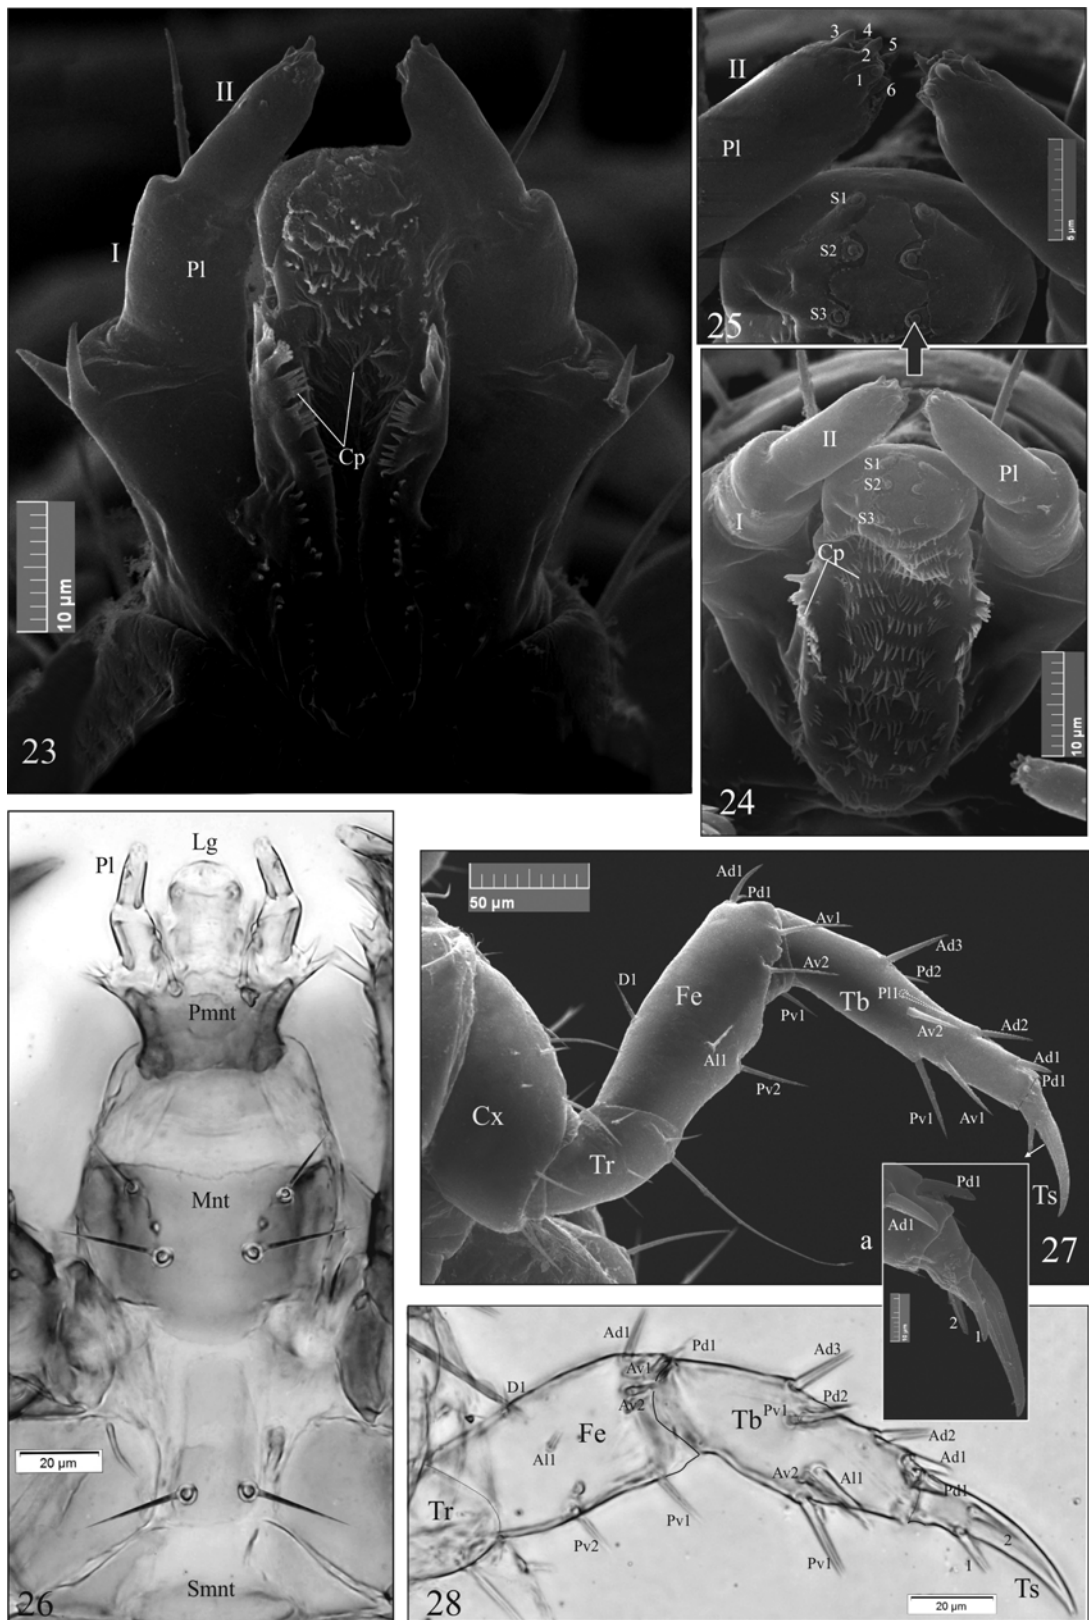 II
I
Pl
Cp
10 µm
23
3
4
2
5
II
1
6
Pl
S1
S2
S3
5 µm
25
II
Pl
S1
S2
S3
I
Cp
10 µm
24
Lg
Pl
Pmnt
Mnt
20 µm
Smnt
26
50 µm
Ad1
Pd1
Av1
Ad3
Av2
Pd2
D1
Fe
Tb
Pl1
Pv1
Av2
Ad2
Al1
Ad1
Pd1
Pv2
Pv1
Av1
Cx
Tr
Ts
27
a
Pd1
Ad1
2
1
Ad1
Pd1
Ad3
Av1
D1
Av2
Pd2
Pv1
Tb
Fe
Ad2
Al1
Ad1
Av2
Al1
Pd1
Tr
Pv1
Pv2
Pv1
2
1
Ts
20 µm
28